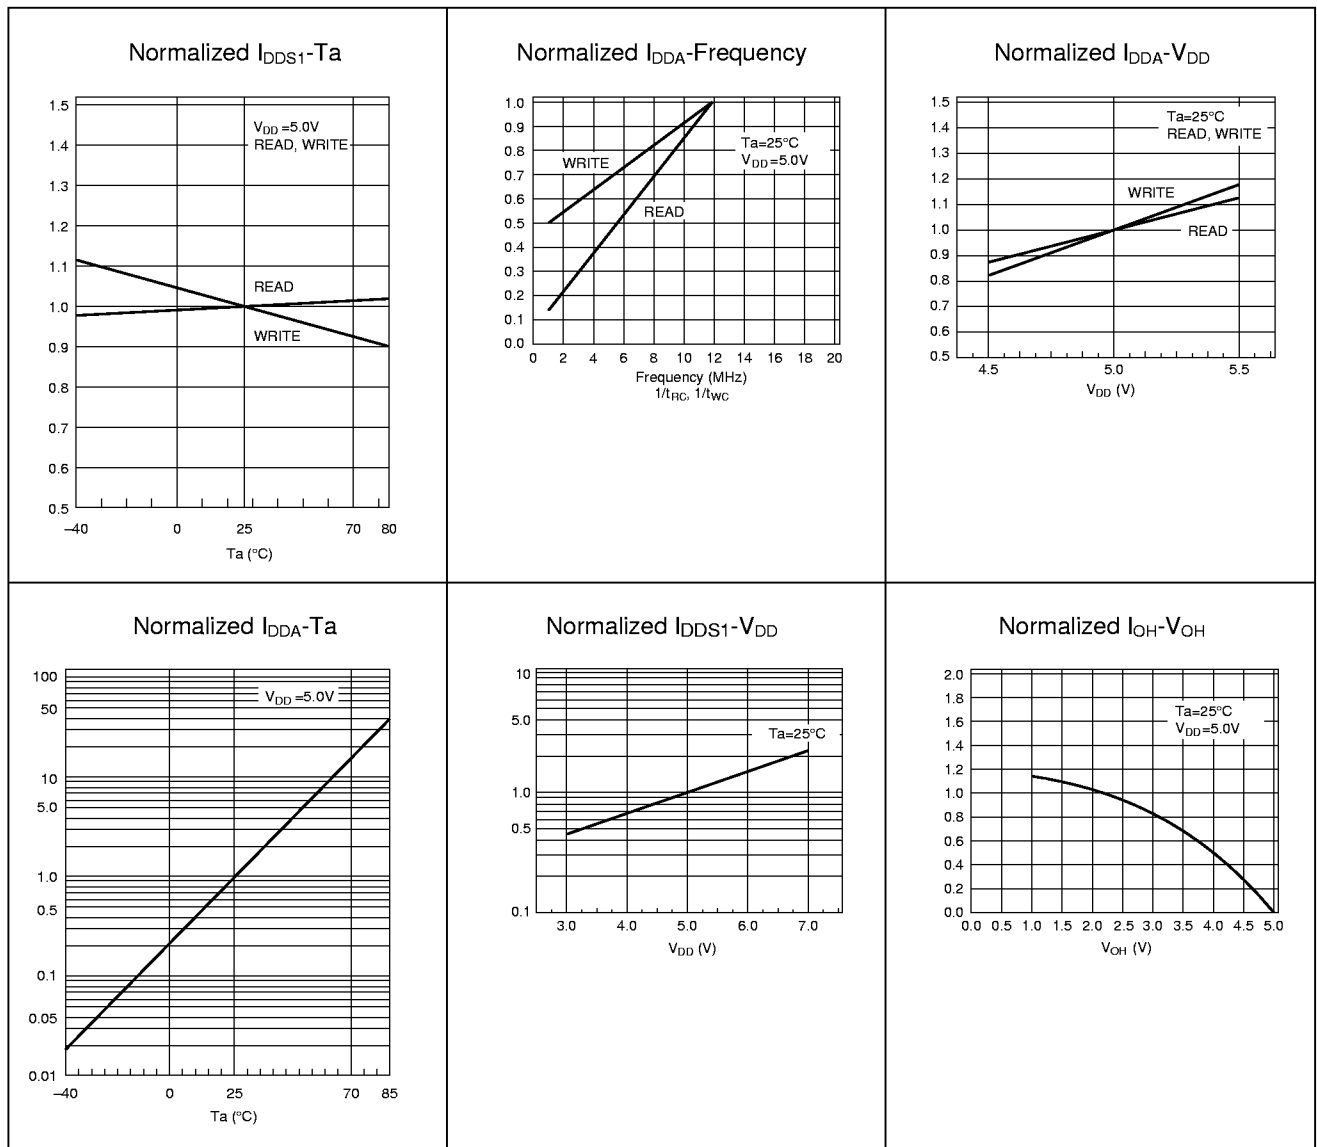 Normalized IDDS1-Ta
1.5
1.4
1.3
1.2
1.1
1.0
0.9
0.8
0.7
0.6
0.5
VDD =5.0V
READ, WRITE
READ
WRITE
–40 0 25 70 80
Ta (°C)
Normalized IDDA-Frequency
1.0
0.9
0.8
0.7
0.6
0.5
0.4
0.3
0.2
0.1
0.0
Ta=25°C
VDD=5.0V
WRITE
READ
0 2 4 6 8 10 12 14 16 18 20
Frequency (MHz)
1/tRC, 1/tWC
Normalized IDDA-VDD
1.5
1.4
1.3
1.2
1.1
1.0
0.9
0.8
0.7
0.6
0.5
Ta=25°C
READ, WRITE
WRITE
READ
4.5 5.0 5.5
VDD (V)
Normalized IDDA-Ta
100
50
10
5.0
1.0
0.5
0.1
0.05
0.01
VDD =5.0V
–40 0 25 70 85
Ta (°C)
Normalized IDDS1-VDD
10
5.0
1.0
0.5
0.1
Ta=25°C
3.0 4.0 5.0 6.0 7.0
VDD (V)
Normalized IOH-VOH
2.0
1.8
1.6
1.4
1.2
1.0
0.8
0.6
0.4
0.2
0.0
Ta=25°C
VDD=5.0V
0.0 0.5 1.0 1.5 2.0 2.5 3.0 3.5 4.0 4.5 5.0
VOH (V)